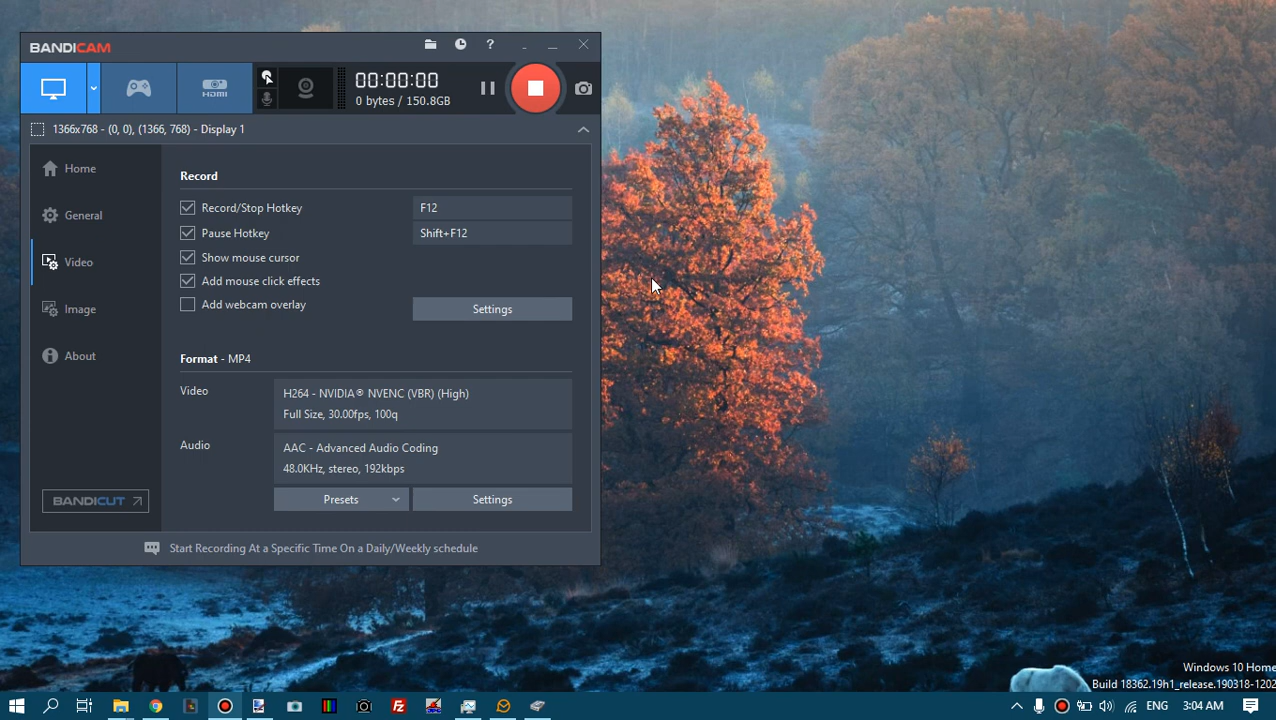 BANDICAM
?
HDMI
00:00:00
0 bytes / 150.8GB
1366x768 - (0, 0), (1366, 768) - Display 1
Home
General
Video
Image
About
BANDICUT
Record
Record/Stop Hotkey F12
Pause Hotkey Shift+F12
Show mouse cursor
Add mouse click effects
Add webcam overlay
Settings
Format - MP4
Video
H264 - NVIDIA® NVENC (VBR) (High)
Full Size, 30.00fps, 100q
Audio
AAC - Advanced Audio Coding
48.0KHz, stereo, 192kbps
Presets
Settings
Start Recording At a Specific Time On a Daily/Weekly schedule
Windows 10 Home
Build 18362.19h1_release.190318-1202
Fz
ENG
3:04 AM